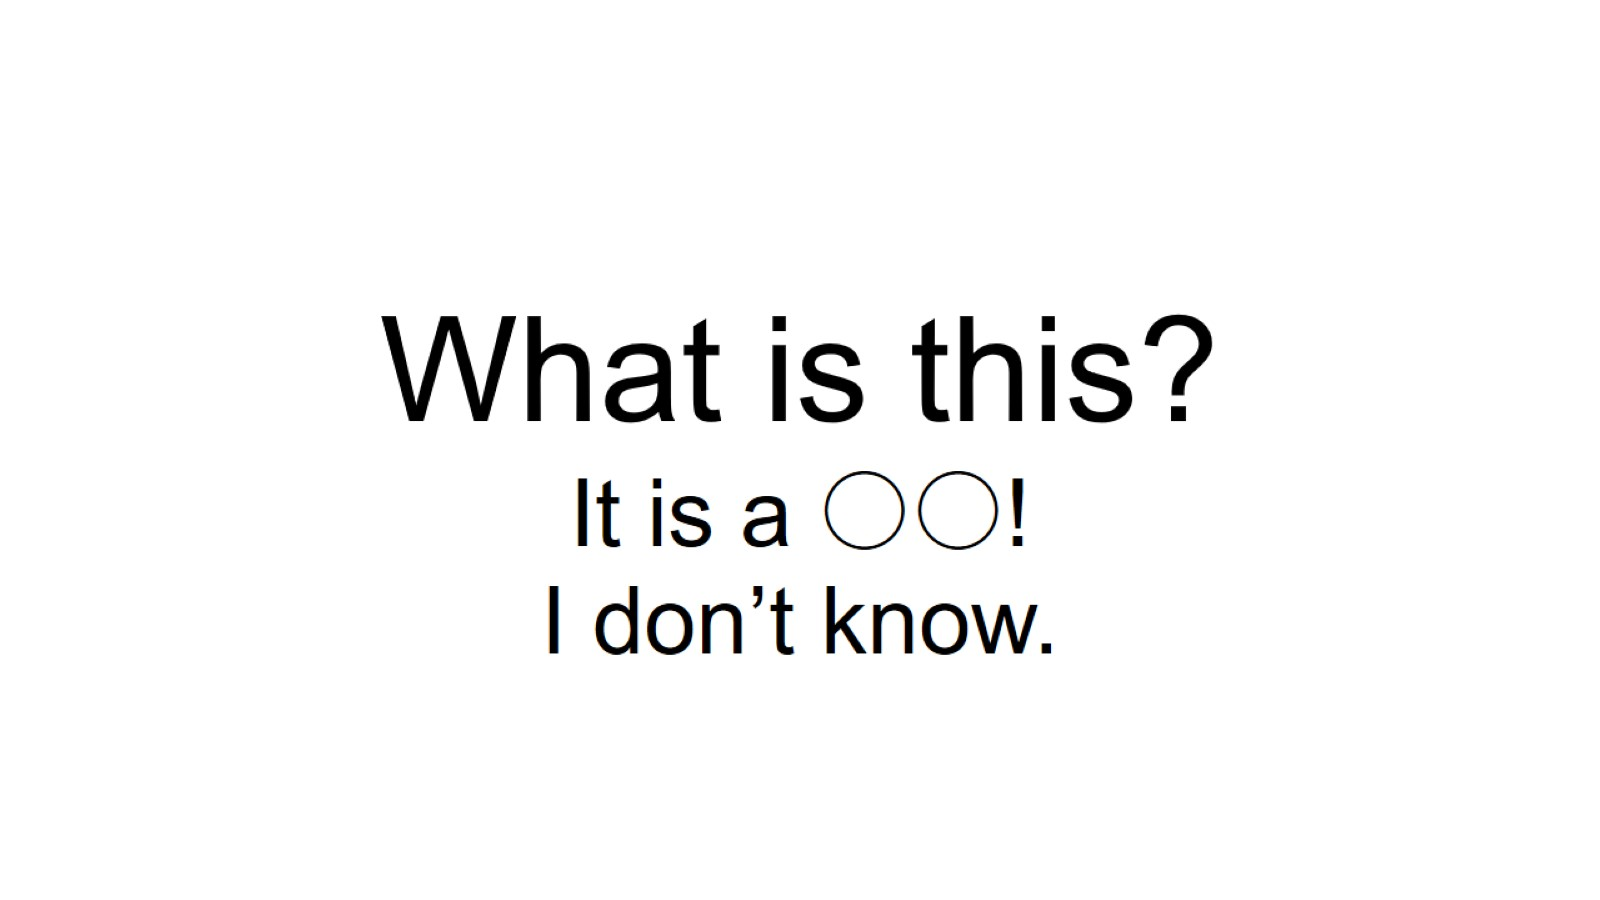 What is this?
It is a ◯◯!
I don’t know.